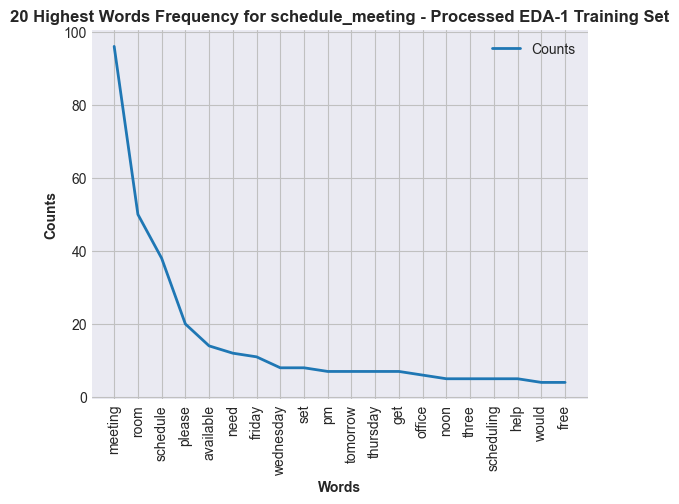 20 Highest Words Frequency for schedule_meeting - Processed EDA-1 Training Set
Counts
100
80
60
40
20
0
Counts
meeting
room
schedule
please
available
need
friday
wednesday
set
pm
tomorrow
thursday
get
office
noon
three
scheduling
help
would
free
Words